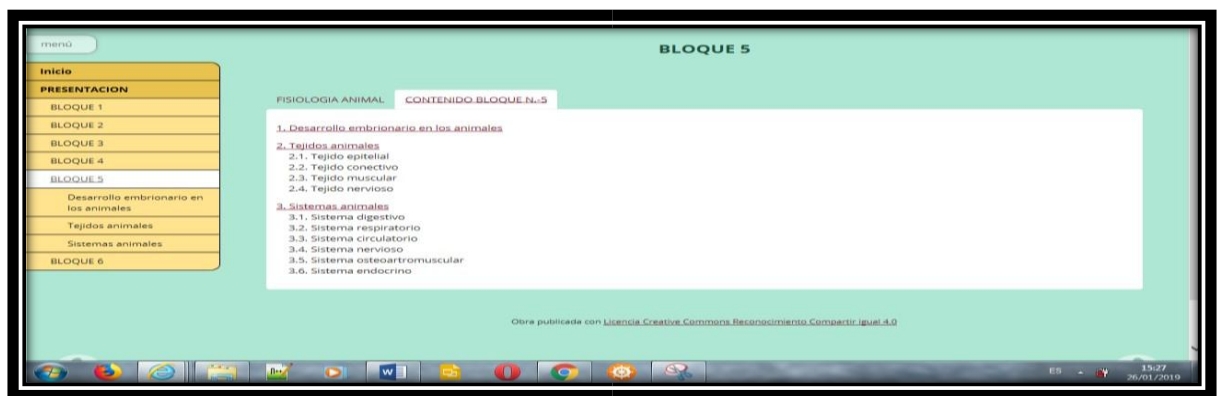 menú
BLOQUE 5
Inicio
PRESENTACION
BLOQUE 1
BLOQUE 2
BLOQUE 3
BLOQUE 4
BLOQUE 5
Desarrollo embrionario en
los animales
Tejidos animales
Sistemas animales
BLOQUE 6
FISIOLOGIA ANIMAL
CONTENIDO BLOQUE N.-5
1. Desarrollo embrionario en los animales
2. Tejidos animales
2.1. Tejido epitelial
2.2. Tejido conectivo
2.3. Tejido muscular
2.4. Tejido nervioso
3. Sistemas animales
3.1. Sistema digestivo
3.2. Sistema respiratorio
3.3. Sistema circulatorio
3.4. Sistema nervioso
3.5. Sistema osteoartromuscular
3.6. Sistema endocrino
Obra publicada con Licencia Creative Commons Reconocimiento Compartir igual 4.0
ES
15:27
26/01/2019